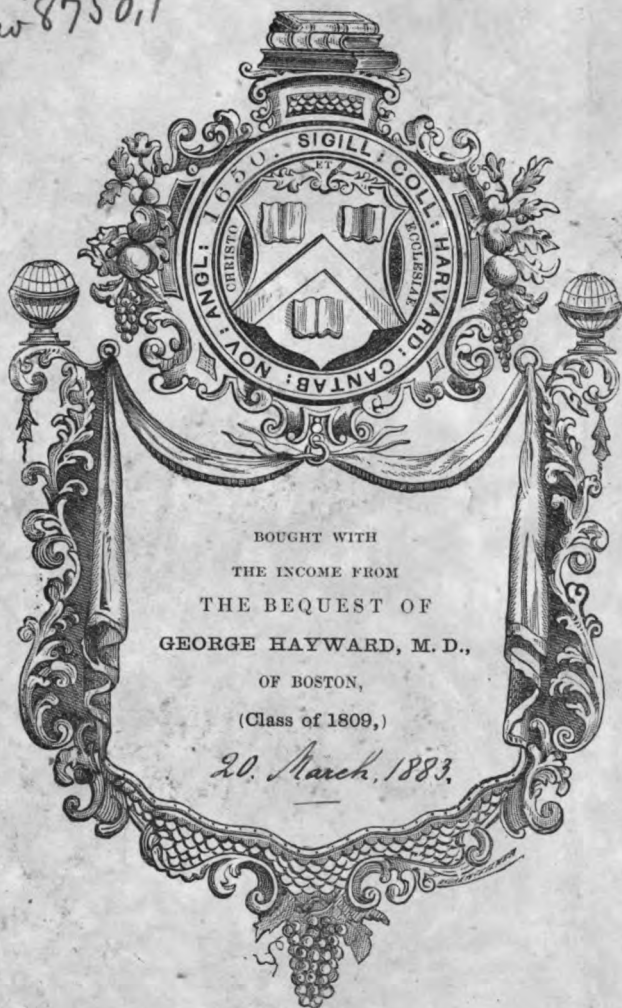 8750,1
SIGILL: COLL: HARVARD: CANTAB: NOV: ANGL: 1650.
ET
CHRISTO
ECCLESIAE
BOUGHT WITH
THE INCOME FROM
THE BEQUEST OF
GEORGE HAYWARD, M. D.,
OF BOSTON,
(Class of 1809,)
20. March, 1883.